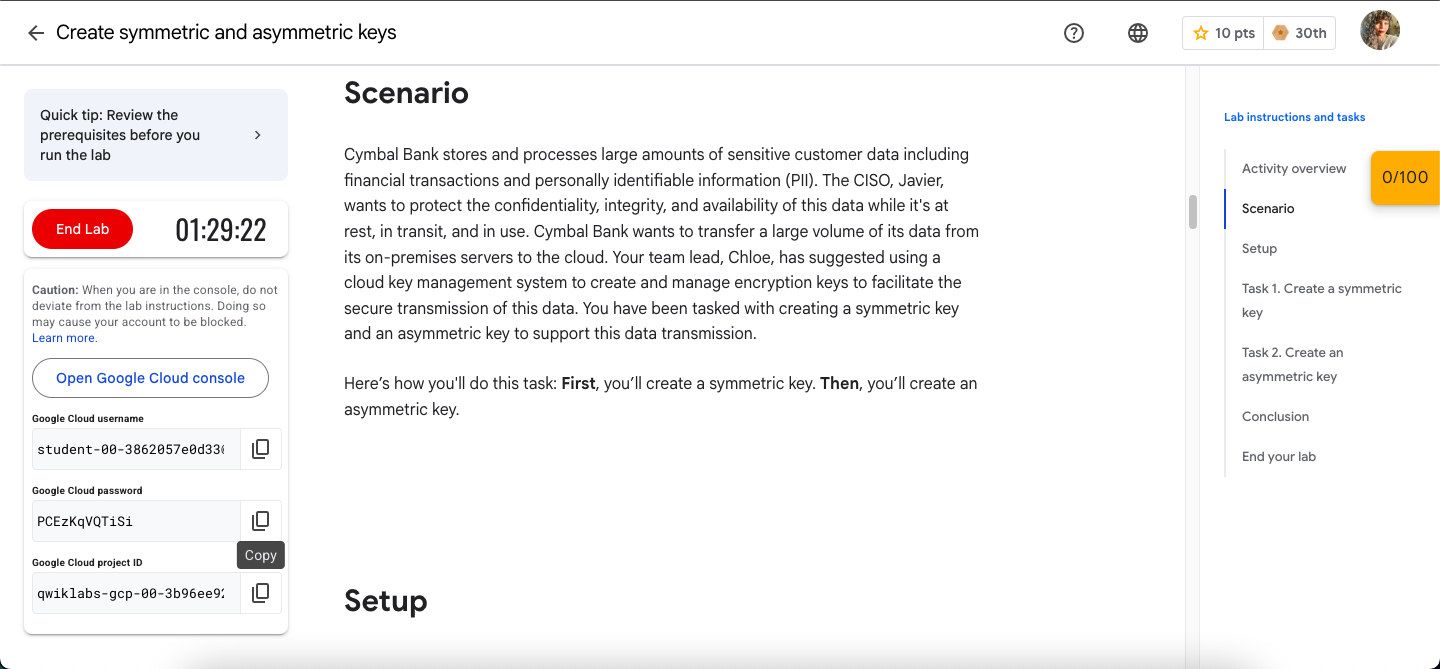 Create symmetric and asymmetric keys
10 pts
30th
Quick tip: Review the
prerequisites before you
run the lab
End Lab
01:29:22
Caution: When you are in the console, do not
deviate from the lab instructions. Doing so
may cause your account to be blocked.
Learn more.
Open Google Cloud console
Google Cloud username
student-00-3862057e0d33
Google Cloud password
PCEzKqVQTiSi
Copy
Google Cloud project ID
qwiklabs-gcp-00-3b96ee92
Scenario
Cymbal Bank stores and processes large amounts of sensitive customer data including
financial transactions and personally identifiable information (PII). The CISO, Javier,
wants to protect the confidentiality, integrity, and availability of this data while it's at
rest, in transit, and in use. Cymbal Bank wants to transfer a large volume of its data from
its on-premises servers to the cloud. Your team lead, Chloe, has suggested using a
cloud key management system to create and manage encryption keys to facilitate the
secure transmission of this data. You have been tasked with creating a symmetric key
and an asymmetric key to support this data transmission.
Here’s how you'll do this task: First, you’ll create a symmetric key. Then, you’ll create an
asymmetric key.
Setup
Lab instructions and tasks
Activity overview
0/100
Scenario
Setup
Task 1. Create a symmetric
key
Task 2. Create an
asymmetric key
Conclusion
End your lab